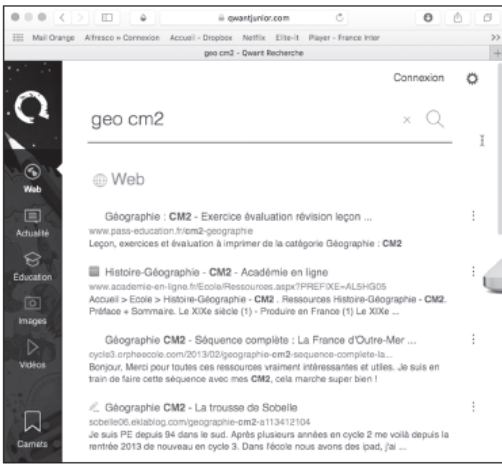 qwantjunior.com
Mail Orange Alfresco » Connexion Accueil - Dropbox Netflix Elite-it Player - France Inter >>
geo cm2 - Qwant Recherche +
Connexion
geo cm2 ×
Web
Web
Actualité
Education
Images
Vidéos
Carnets
Géographie : CM2 - Exercice évaluation révision leçon ...
www.pass-education.fr/cm2-geographie
Leçon, exercices et évaluation à imprimer de la catégorie Géographie : CM2
Histoire-Géographie - CM2 - Académie en ligne
www.academie-en-ligne.fr/Ecole/Ressources.aspx?PREFIXE=AL5HG05
Accueil > Ecole > Histoire-Géographie - CM2 . Ressources Histoire-Géographie - CM2.
Préface + Sommaire. Le XIXe siècle (1) - Produire en France (1) Le XIXe ...
Géographie CM2 - Séquence complète : La France d'Outre-Mer ...
cycle3.orpheecole.com/2013/02/geographie-cm2-sequence-complete-la...
Bonjour, Merci pour toutes ces ressources vraiment intéressantes et utiles. Je suis en
train de faire cette séquence avec mes CM2, cela marche super bien !
Géographie CM2 - La trousse de Sobelle
sobelle06.eklablog.com/geographie-cm2-a113412104
Je suis PE depuis 94 dans le sud. Après plusieurs années en cycle 2 me voilà depuis la
rentrée 2013 de nouveau en cycle 3. Dans l'école nous avons des ipad, j'ai ...